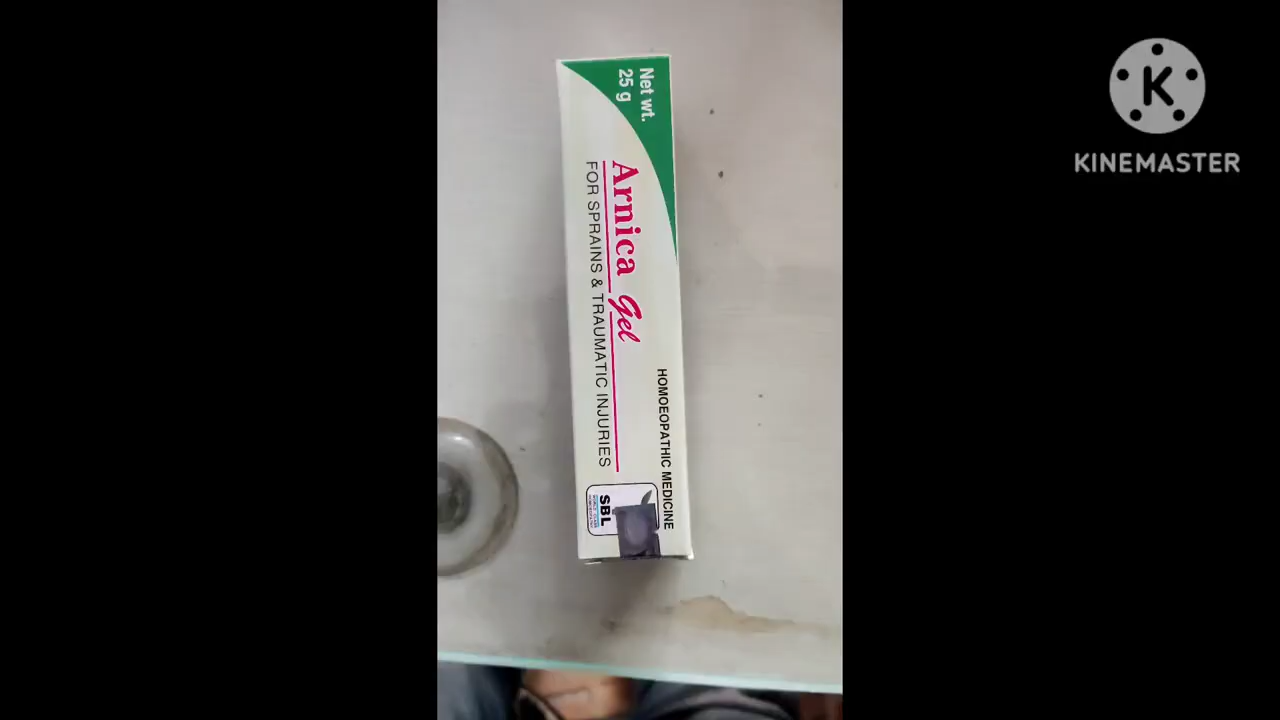 Net wt.
25 g
Arnica Gel
FOR SPRAINS & TRAUMATIC INJURIES
HOMOEOPATHIC MEDICINE
SBL
KINEMASTER